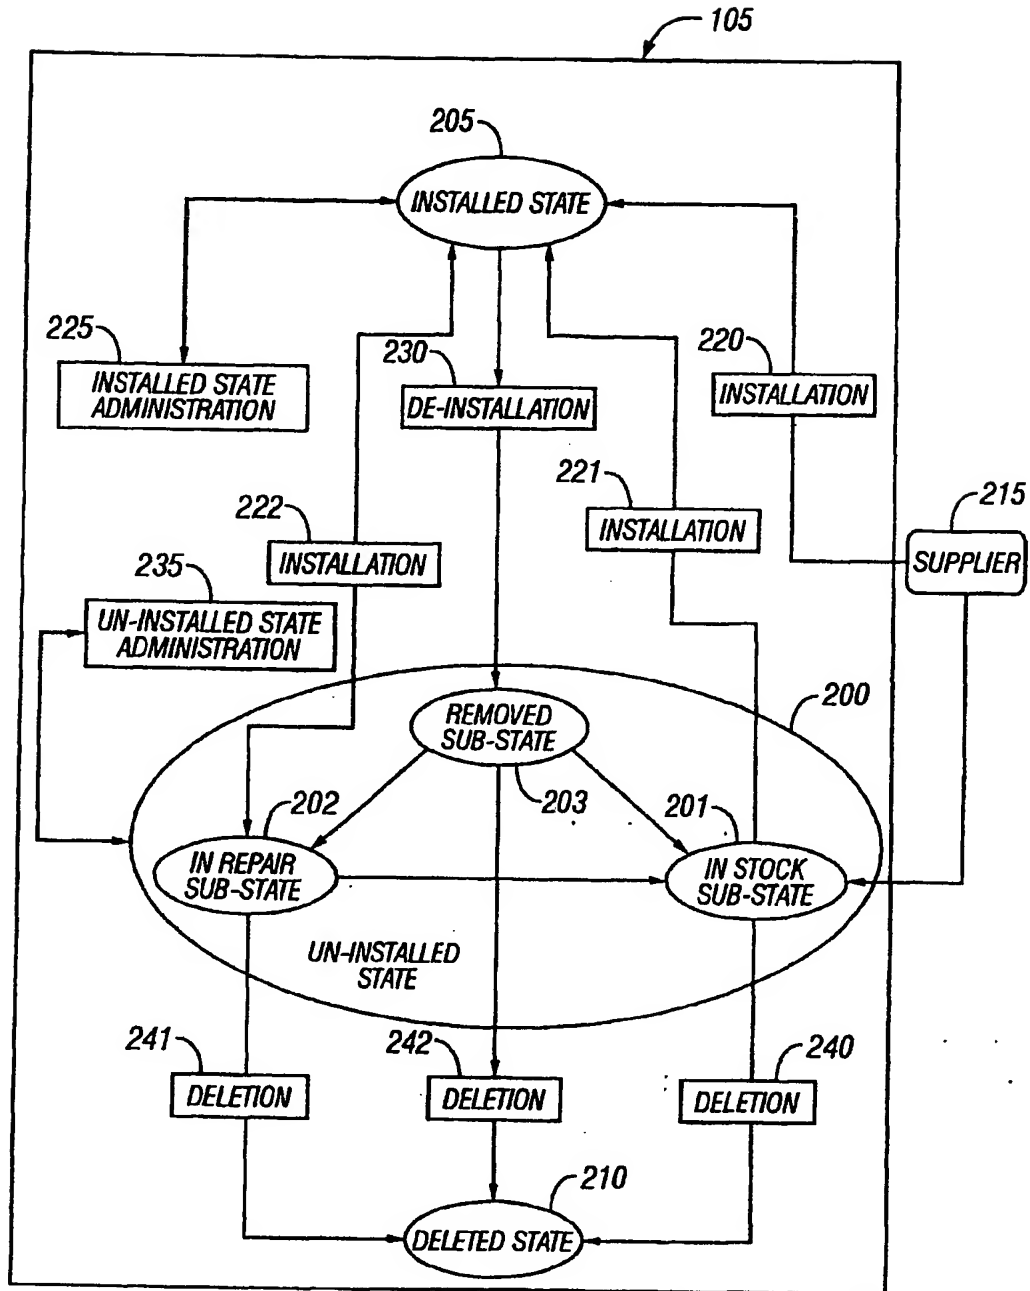 105
205
INSTALLED STATE
225
INSTALLED STATE
ADMINISTRATION
230
DE-INSTALLATION
220
INSTALLATION
222
INSTALLATION
221
INSTALLATION
215
SUPPLIER
235
UN-INSTALLED STATE
ADMINISTRATION
200
REMOVED
SUB-STATE
203
202
IN REPAIR
SUB-STATE
201
IN STOCK
SUB-STATE
UN-INSTALLED
STATE
241
DELETION
242
DELETION
240
DELETION
210
DELETED STATE